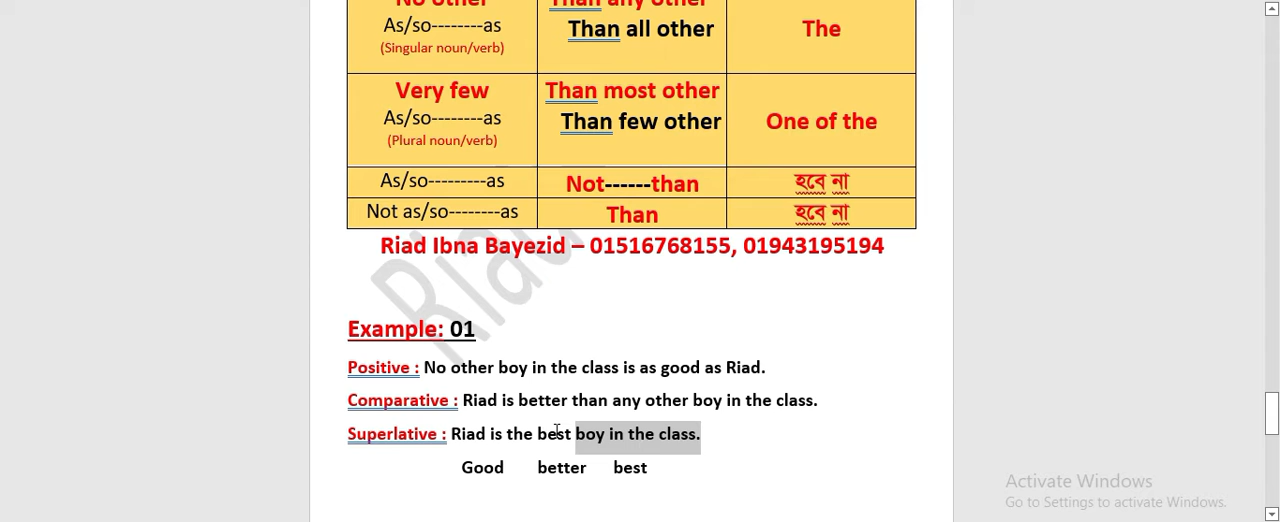 No other
Than any other
As/so--------as
Than all other
The
(Singular noun/verb)
Very few
Than most other
As/so--------as
Than few other
One of the
(Plural noun/verb)
As/so---------as
Not------than
হবে না
Not as/so--------as
Than
হবে না
Riad Ibna Bayezid – 01516768155, 01943195194
Riad
Example: 01
Positive : No other boy in the class is as good as Riad.
Comparative : Riad is better than any other boy in the class.
Superlative : Riad is the best boy in the class.
Good better best
Activate Windows
Go to Settings to activate Windows.